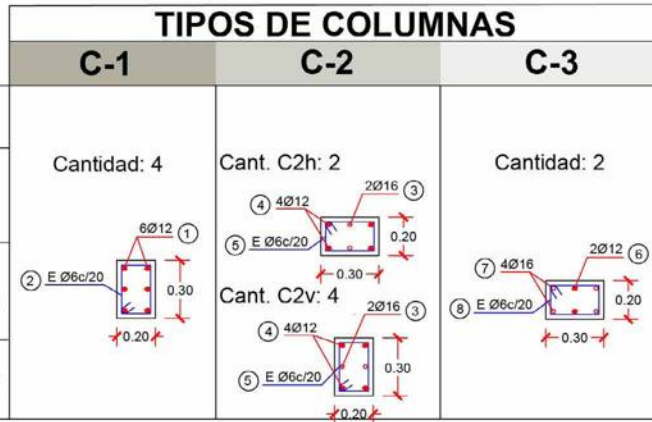 TIPOS DE COLUMNAS
C-1
C-2
C-3
Cantidad: 4
6Ø12 1
2 E Ø6c/20
0.30
0.20
Cant. C2h: 2
2Ø16 3
4 4Ø12
5 E Ø6c/20
0.20
0.30
Cant. C2v: 4
2Ø16 3
4 4Ø12
5 E Ø6c/20
0.30
0.20
Cantidad: 2
2Ø12 6
7 4Ø16
8 E Ø6c/20
0.20
0.30